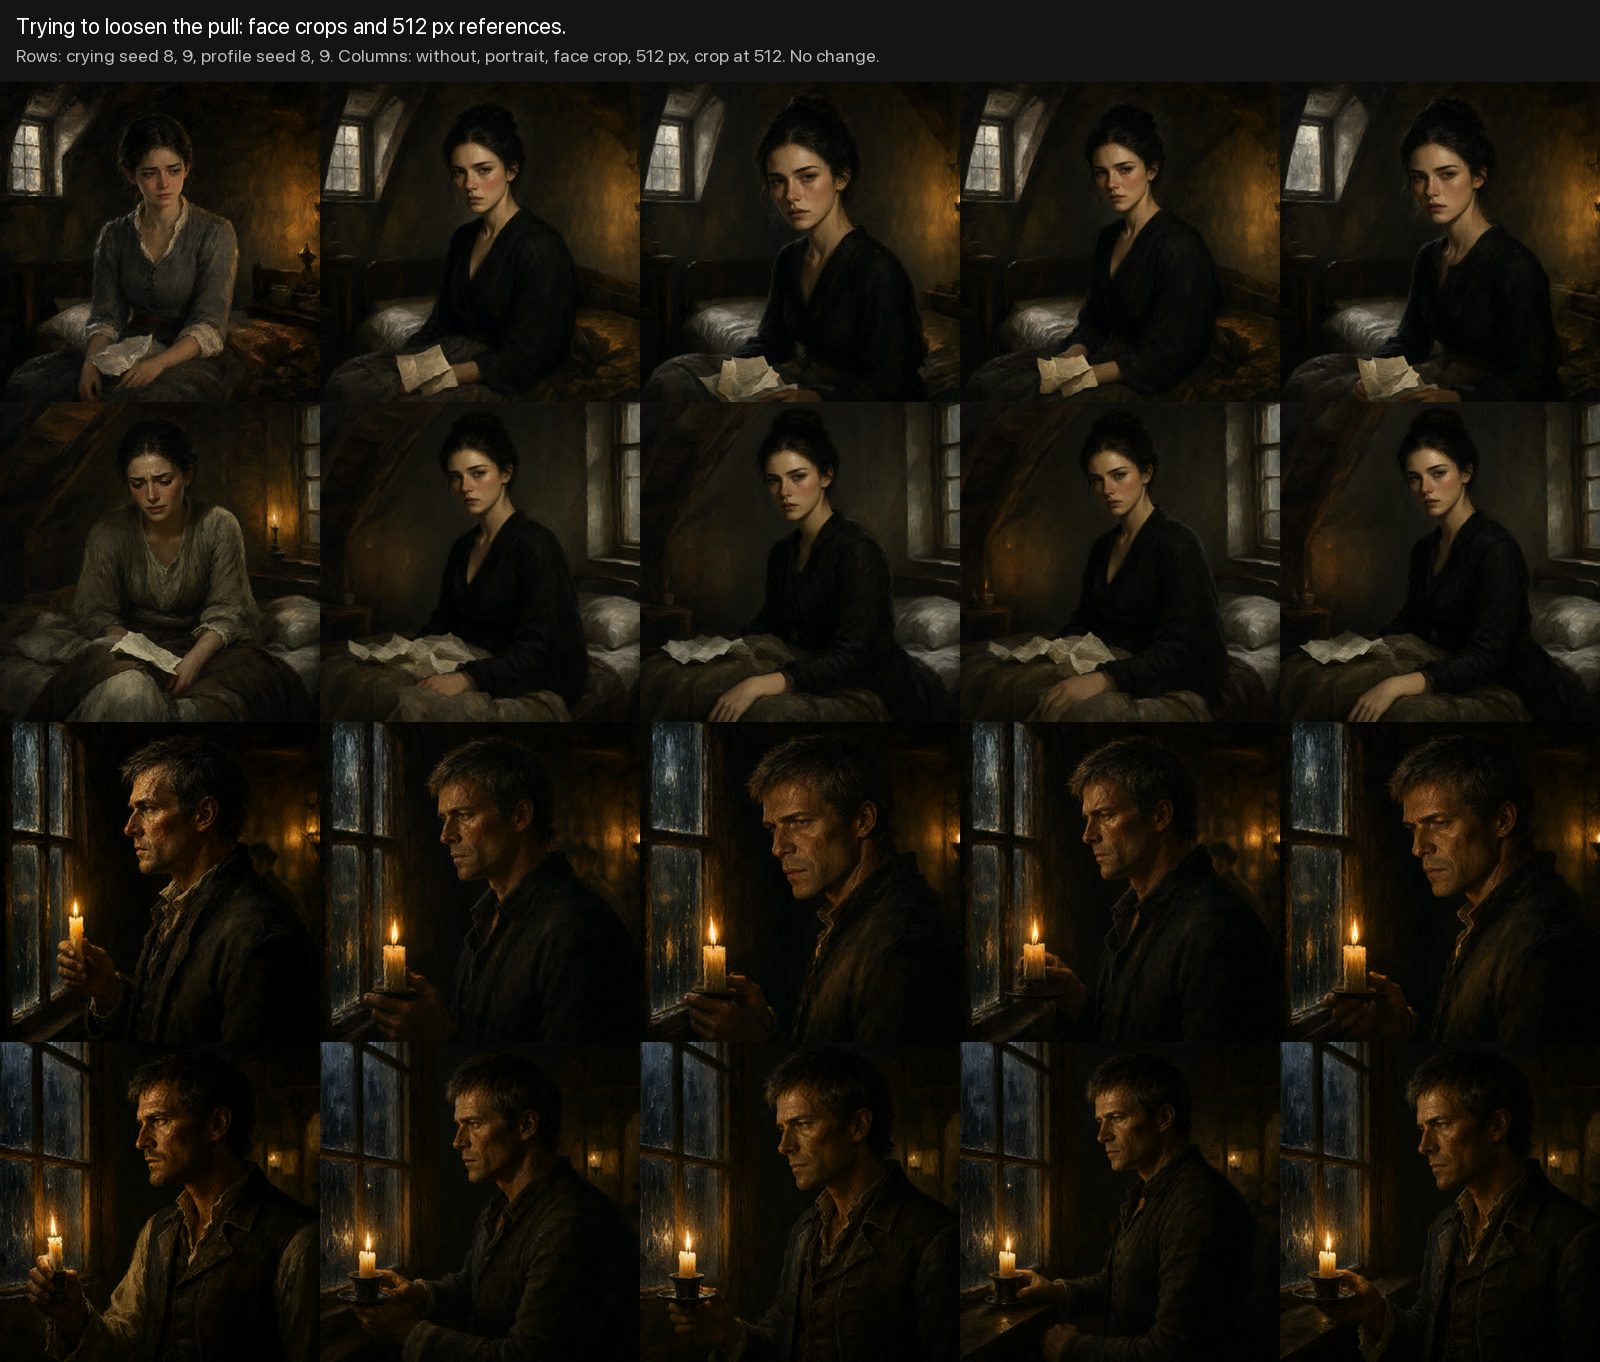 Trying to loosen the pull: face crops and 512 px references.
Rows: crying seed 8, 9, profile seed 8, 9. Columns: without, portrait, face crop, 512 px, crop at 512. No change.